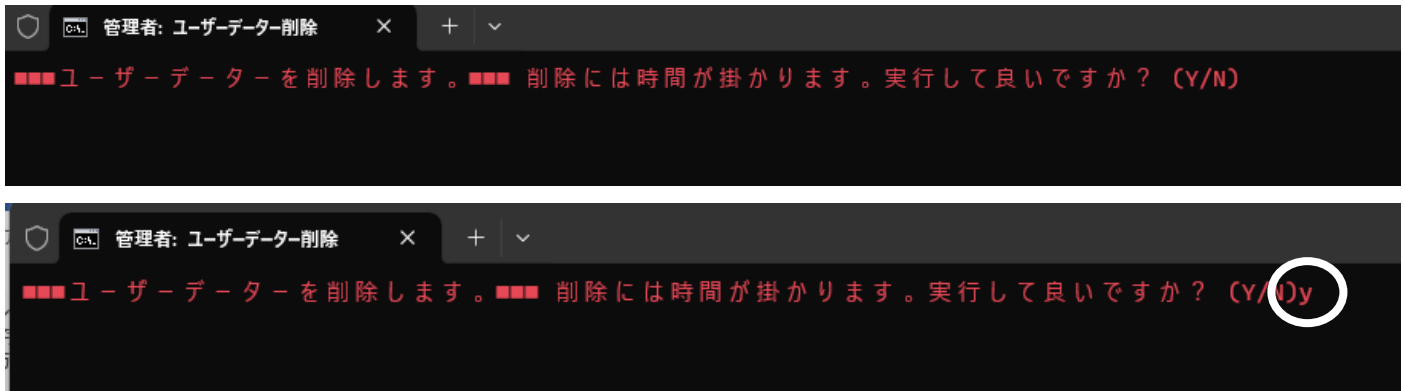 管理者: ユーザーデーター削除
■■■ユーザーデーターを削除します。■■■ 削除には時間が掛かります。実行して良いですか? (Y/N)
管理者: ユーザーデーター削除
■■■ユーザーデーターを削除します。■■■ 削除には時間が掛かります。実行して良いですか? (Y/N)y